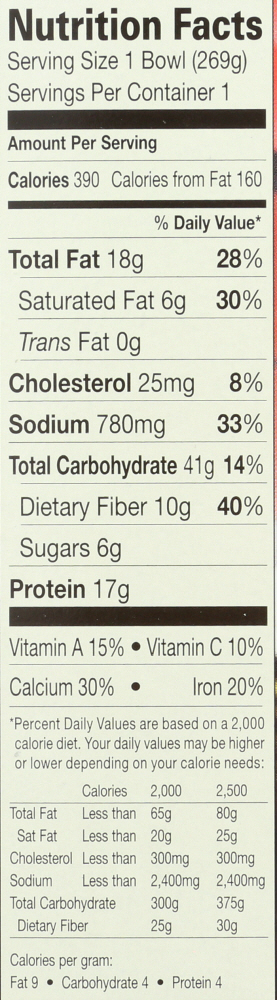 Nutrition Facts
Serving Size 1 Bowl (269g)
Servings Per Container 1
Amount Per Serving
Calories 390 Calories from Fat 160
% Daily Value*
Total Fat 18g 28%
Saturated Fat 6g 30%
Trans Fat 0g
Cholesterol 25mg 8%
Sodium 780mg 33%
Total Carbohydrate 41g 14%
Dietary Fiber 10g 40%
Sugars 6g
Protein 17g
Vitamin A 15% • Vitamin C 10%
Calcium 30% • Iron 20%
*Percent Daily Values are based on a 2,000
calorie diet. Your daily values may be higher
or lower depending on your calorie needs:
Calories 2,000 2,500
Total Fat Less than 65g 80g
Sat Fat Less than 20g 25g
Cholesterol Less than 300mg 300mg
Sodium Less than 2,400mg 2,400mg
Total Carbohydrate 300g 375g
Dietary Fiber 25g 30g
Calories per gram:
Fat 9 • Carbohydrate 4 • Protein 4